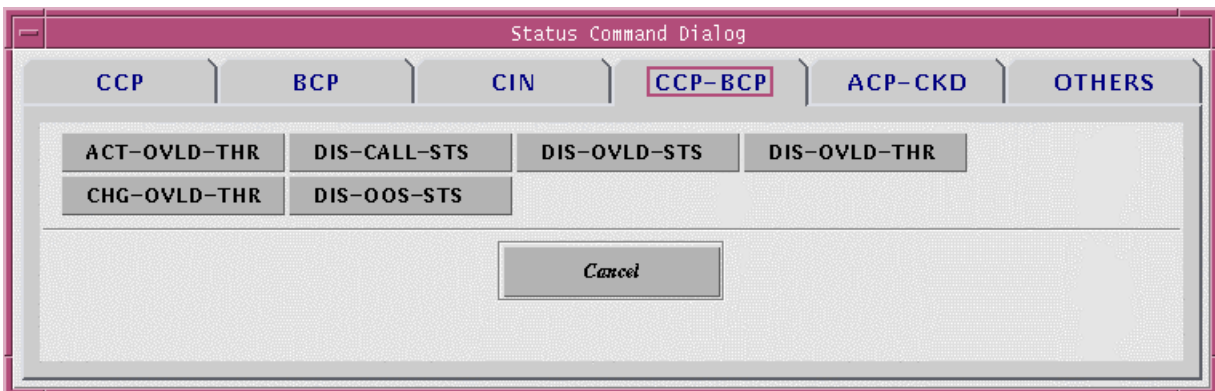 Status Command Dialog
CCP BCP CIN CCP-BCP ACP-CKD OTHERS
ACT-OVLD-THR DIS-CALL-STS DIS-OVLD-STS DIS-OVLD-THR
CHG-OVLD-THR DIS-OOS-STS
Cancel